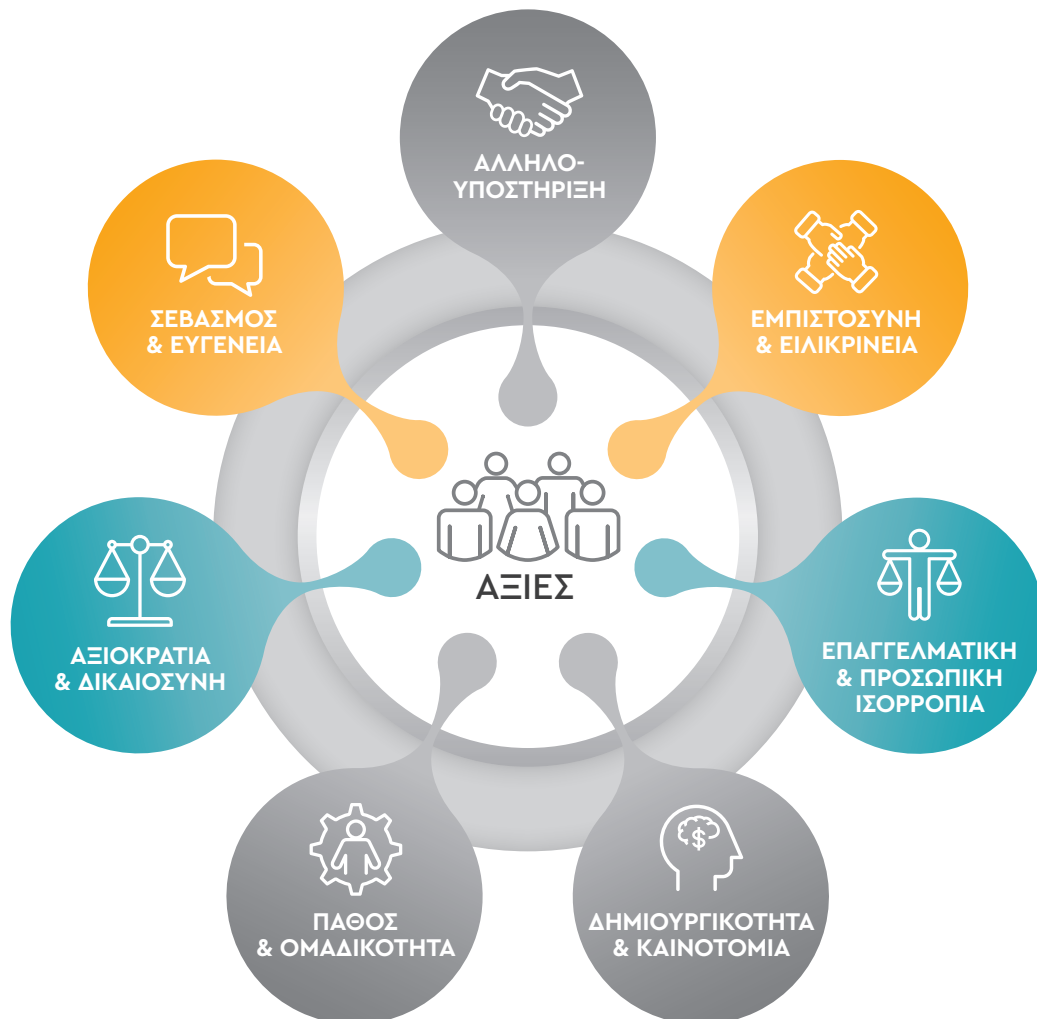 ΑΛΛΗΛΟ-
ΥΠΟΣΤΗΡΙΞΗ
ΕΜΠΙΣΤΟΣΥΝΗ
& ΕΙΛΙΚΡΙΝΕΙΑ
ΕΠΑΓΓΕΛΜΑΤΙΚΗ
& ΠΡΟΣΩΠΙΚΗ
ΙΣΟΡΡΟΠΙΑ
ΔΗΜΙΟΥΡΓΙΚΟΤΗΤΑ
& ΚΑΙΝΟΤΟΜΙΑ
$
ΠΑΘΟΣ
& ΟΜΑΔΙΚΟΤΗΤΑ
ΑΞΙΟΚΡΑΤΙΑ
& ΔΙΚΑΙΟΣΥΝΗ
ΣΕΒΑΣΜΟΣ
& ΕΥΓΕΝΕΙΑ
ΑΞΙΕΣ